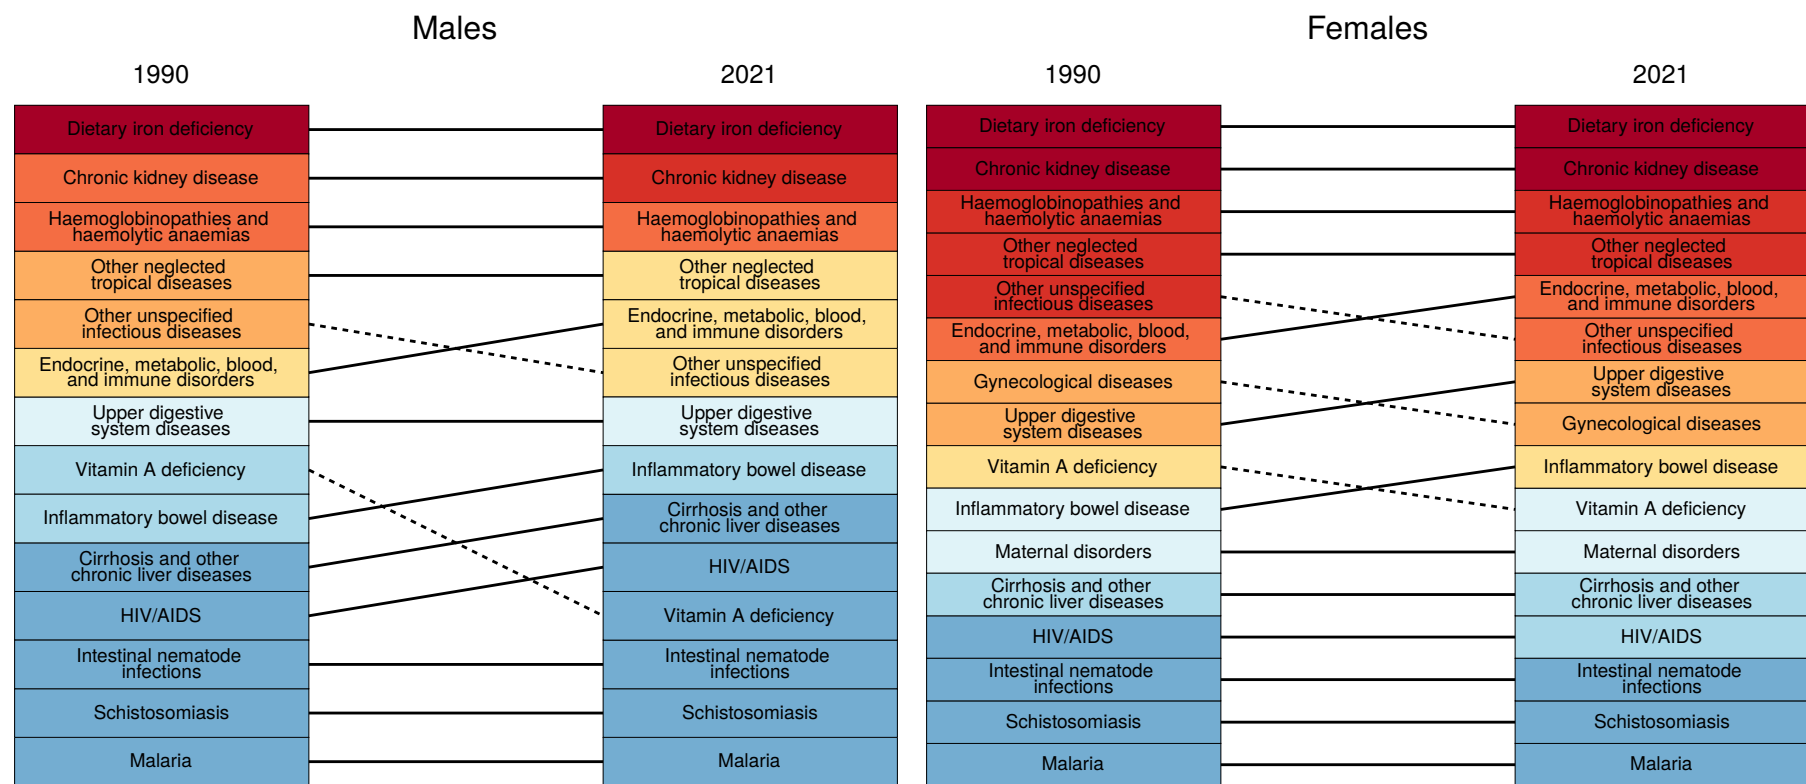 Males
1990
2021
Dietary iron deficiency
Chronic kidney disease
Haemoglobinopathies and
haemolytic anaemias
Other neglected
tropical diseases
Other unspecified
infectious diseases
Endocrine, metabolic, blood,
and immune disorders
Upper digestive
system diseases
Vitamin A deficiency
Inflammatory bowel disease
Cirrhosis and other
chronic liver diseases
HIV/AIDS
Intestinal nematode
infections
Schistosomiasis
Malaria
Dietary iron deficiency
Chronic kidney disease
Haemoglobinopathies and
haemolytic anaemias
Other neglected
tropical diseases
Endocrine, metabolic, blood,
and immune disorders
Other unspecified
infectious diseases
Upper digestive
system diseases
Inflammatory bowel disease
Cirrhosis and other
chronic liver diseases
HIV/AIDS
Vitamin A deficiency
Intestinal nematode
infections
Schistosomiasis
Malaria
Females
1990
2021
Dietary iron deficiency
Chronic kidney disease
Haemoglobinopathies and
haemolytic anaemias
Other neglected
tropical diseases
Other unspecified
infectious diseases
Endocrine, metabolic, blood,
and immune disorders
Gynecological diseases
Upper digestive
system diseases
Vitamin A deficiency
Inflammatory bowel disease
Maternal disorders
Cirrhosis and other
chronic liver diseases
HIV/AIDS
Intestinal nematode
infections
Schistosomiasis
Malaria
Dietary iron deficiency
Chronic kidney disease
Haemoglobinopathies and
haemolytic anaemias
Other neglected
tropical diseases
Endocrine, metabolic, blood,
and immune disorders
Other unspecified
infectious diseases
Upper digestive
system diseases
Gynecological diseases
Inflammatory bowel disease
Vitamin A deficiency
Maternal disorders
Cirrhosis and other
chronic liver diseases
HIV/AIDS
Intestinal nematode
infections
Schistosomiasis
Malaria